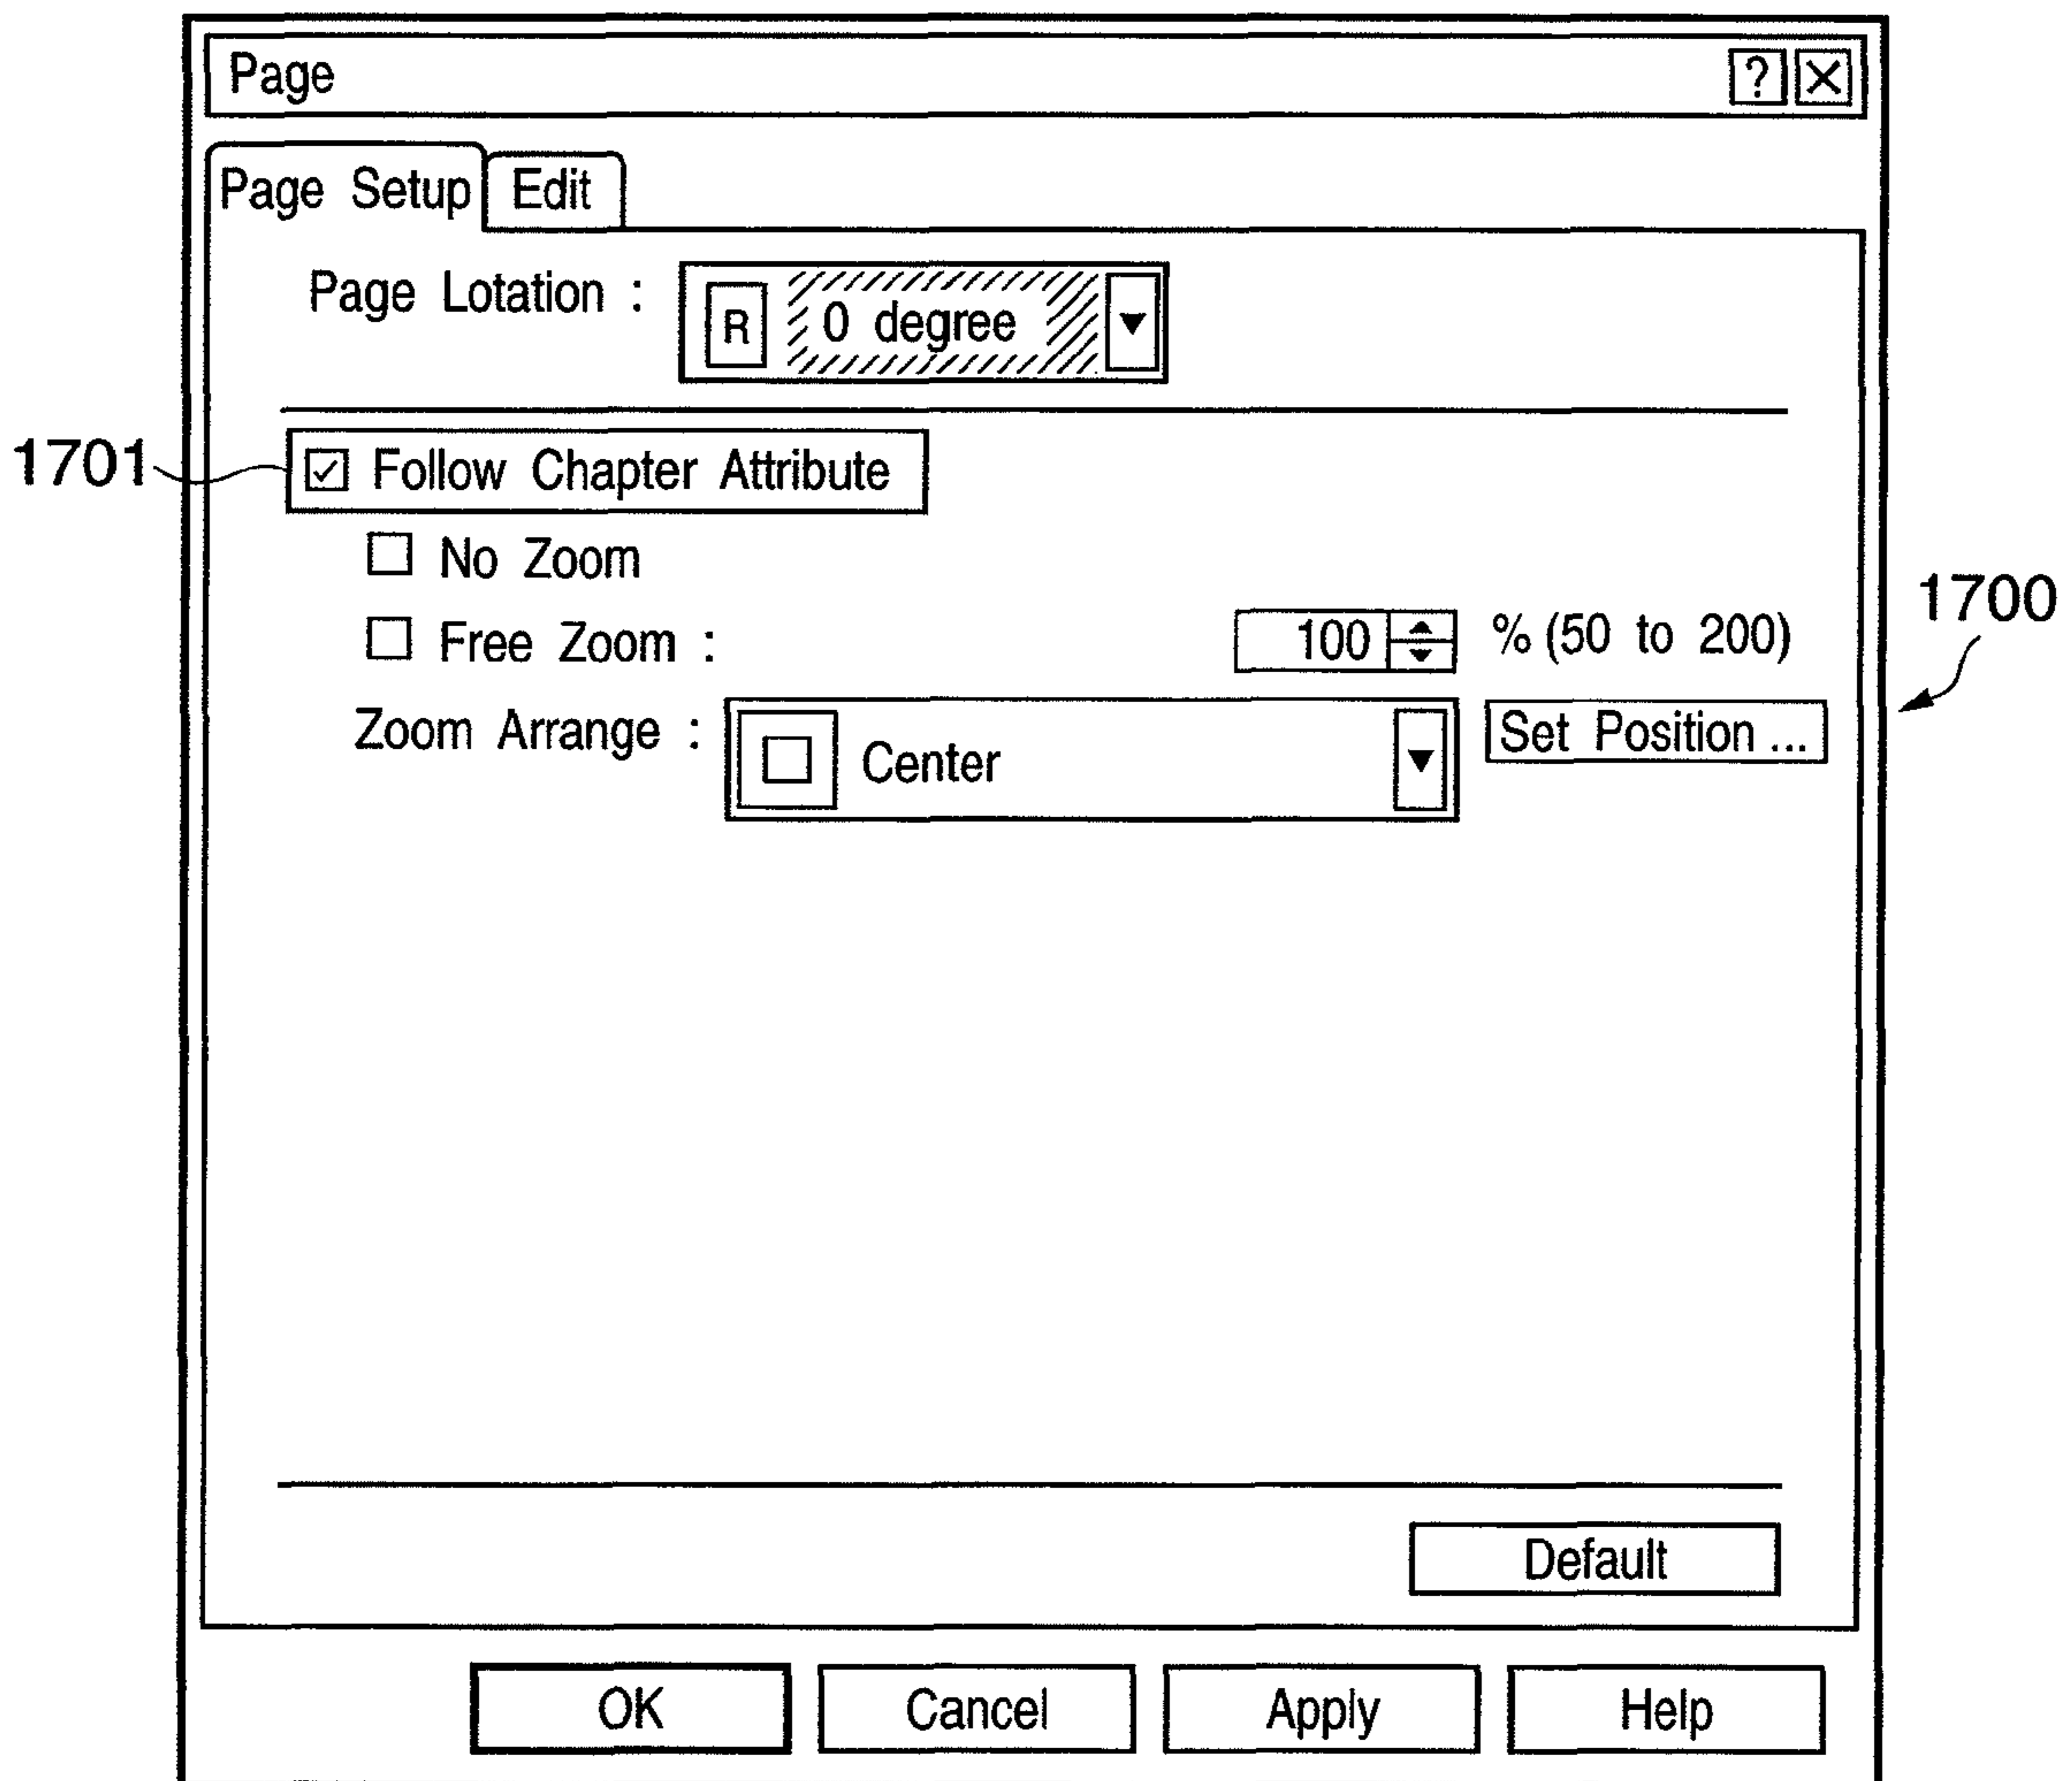 Page ?
Page Setup Edit
Page Lotation : R 0 degree
1701 Follow Chapter Attribute
No Zoom
1700
Free Zoom : 100 % (50 to 200)
Zoom Arrange : Center Set Position ...
Default
OK Cancel Apply Help